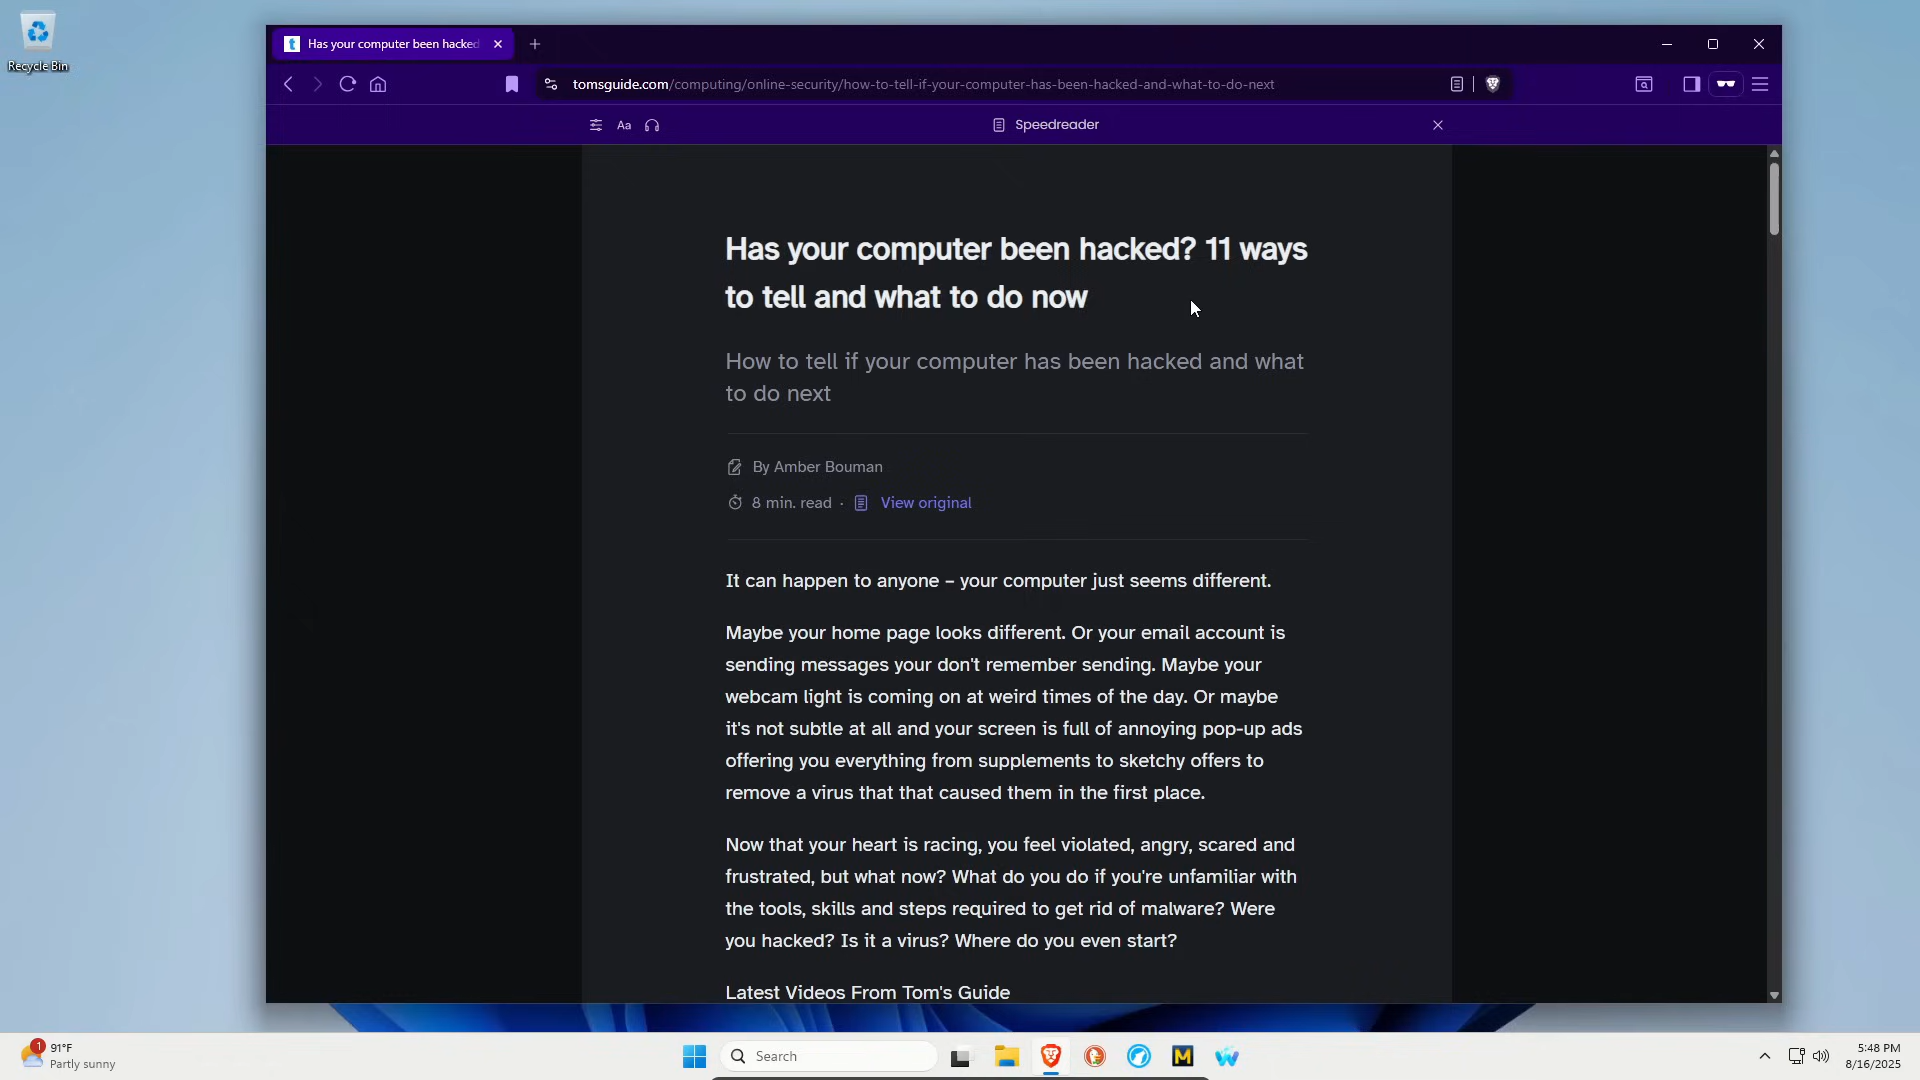 Recycle Bin
Has your computer been hacked
tomsguide.com/computing/online-security/how-to-tell-if-your-computer-has-been-hacked-and-what-to-do-next
Aa
Speedreader
Has your computer been hacked? 11 ways
to tell and what to do now
How to tell if your computer has been hacked and what
to do next
By Amber Bouman
8 min. read · View original
It can happen to anyone – your computer just seems different.
Maybe your home page looks different. Or your email account is
sending messages your don't remember sending. Maybe your
webcam light is coming on at weird times of the day. Or maybe
it's not subtle at all and your screen is full of annoying pop-up ads
offering you everything from supplements to sketchy offers to
remove a virus that that caused them in the first place.
Now that your heart is racing, you feel violated, angry, scared and
frustrated, but what now? What do you do if you're unfamiliar with
the tools, skills and steps required to get rid of malware? Were
you hacked? Is it a virus? Where do you even start?
Latest Videos From Tom's Guide
1
91°F
Partly sunny
Search
M
5:48 PM
8/16/2025